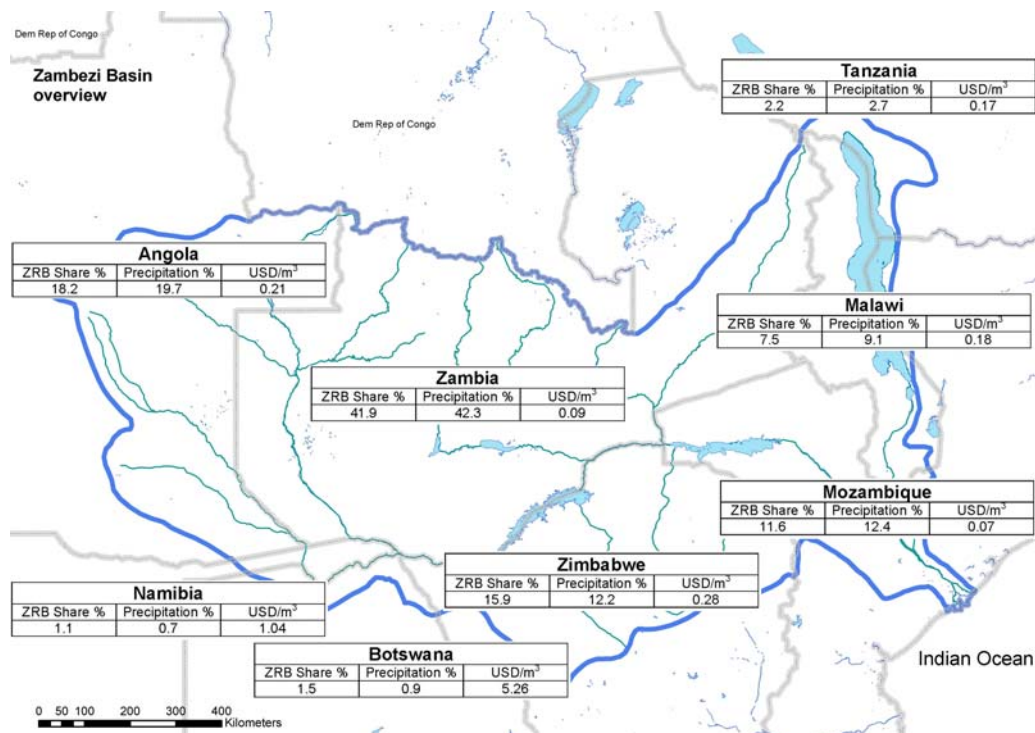 Dem Rep of Congo
Zambezi Basin
overview
Dem Rep of Congo
Tanzania
ZRB Share % Precipitation % USD/m³
2.2 2.7 0.17
Angola
ZRB Share % Precipitation % USD/m³
18.2 19.7 0.21
Malawi
ZRB Share % Precipitation % USD/m³
7.5 9.1 0.18
Zambia
ZRB Share % Precipitation % USD/m³
41.9 42.3 0.09
Mozambique
ZRB Share % Precipitation % USD/m³
11.6 12.4 0.07
Zimbabwe
ZRB Share % Precipitation % USD/m³
15.9 12.2 0.28
Namibia
ZRB Share % Precipitation % USD/m³
1.1 0.7 1.04
Botswana
ZRB Share % Precipitation % USD/m³
1.5 0.9 5.26
Indian Ocean
0 50 100 200 300 400
Kilometers